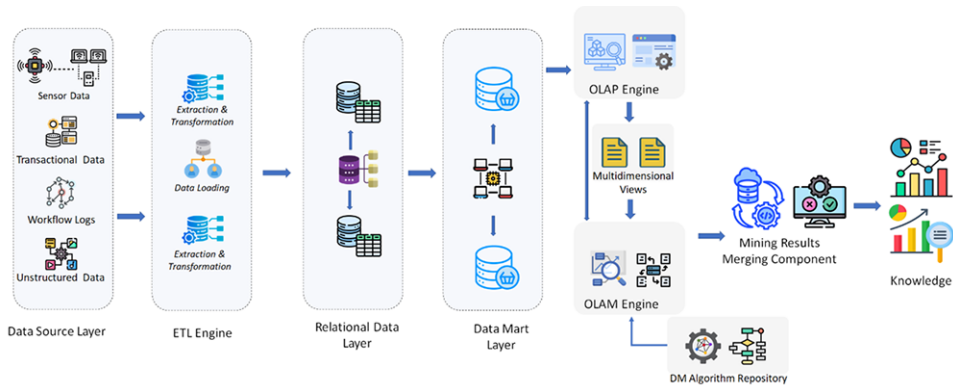 Sensor Data
Transactional Data
Workflow Logs
Unstructured Data
Data Source Layer
Extraction &
Transformation
Data Loading
Extraction &
Transformation
ETL Engine
Relational Data
Layer
Data Mart
Layer
OLAP Engine
Multidimensional
Views
OLAM Engine
DM Algorithm Repository
Mining Results
Merging Component
Knowledge